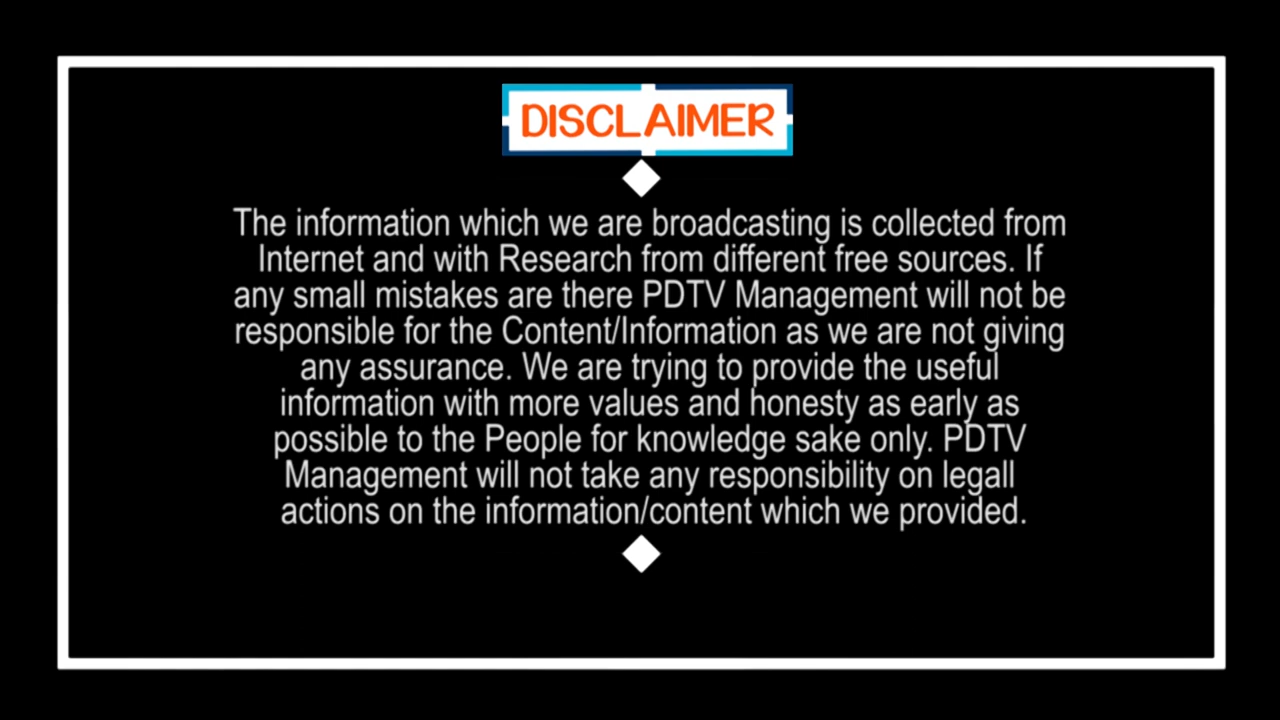 DISCLAIMER
The information which we are broadcasting is collected from
Internet and with Research from different free sources. If
any small mistakes are there PDTV Management will not be
responsible for the Content/Information as we are not giving
any assurance. We are trying to provide the useful
information with more values and honesty as early as
possible to the People for knowledge sake only. PDTV
Management will not take any responsibility on legall
actions on the information/content which we provided.